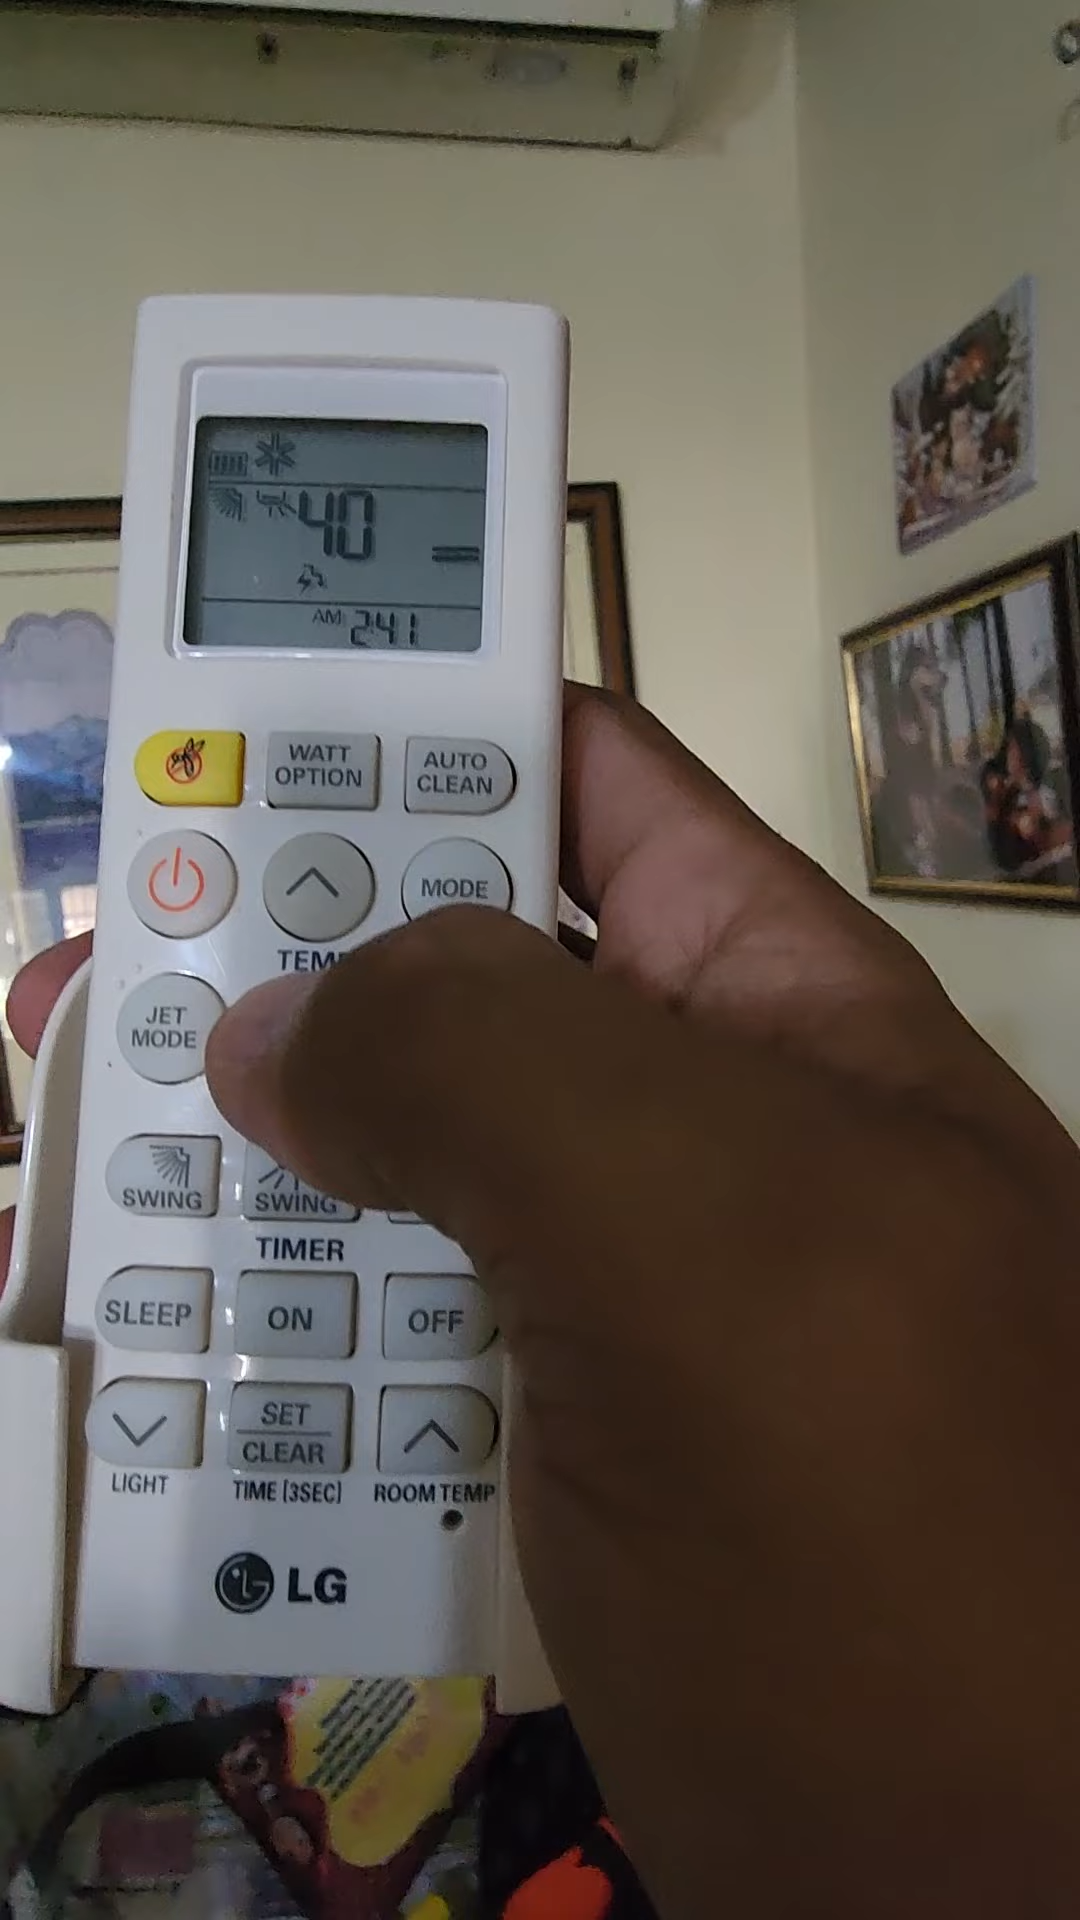 40
AM 2:41
WATT
OPTION
AUTO
CLEAN
MODE
TEM
JET
MODE
SWING
SWING
TIMER
SLEEP
ON
OFF
SET
CLEAR
LIGHT
TIME [3SEC]
ROOM TEMP
LG